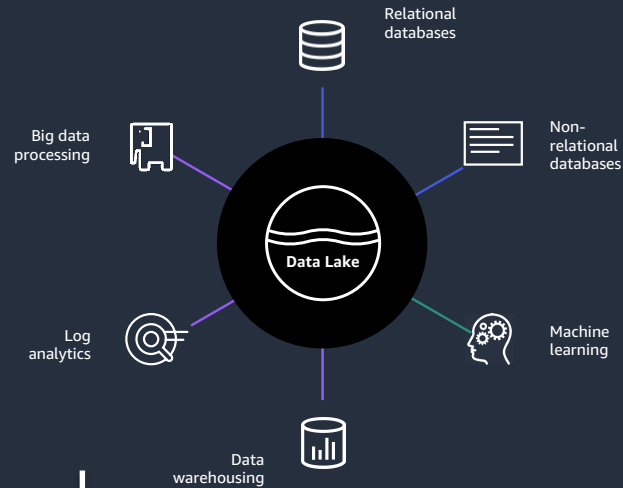 Relational
databases
Big data
processing
Non-
relational
databases
Data Lake
Log
analytics
Machine
learning
Data
warehousing